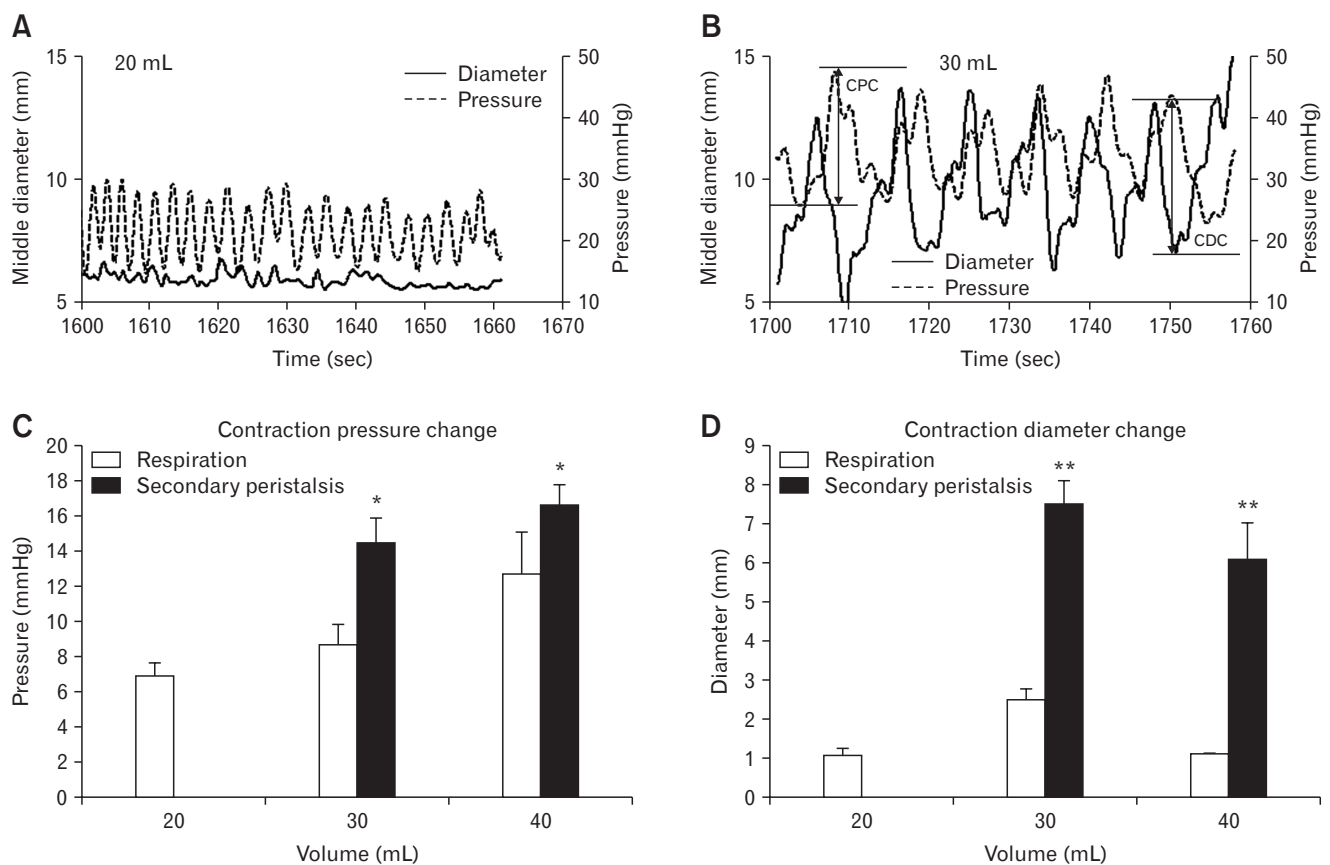 A
20 mL
Diameter
Pressure
Middle diameter (mm)
15
10
5
Pressure (mmHg)
50
40
30
20
10
1600 1610 1620 1630 1640 1650 1660 1670
Time (sec)
B
30 mL
CPC
CDC
Diameter
Pressure
Middle diameter (mm)
15
10
5
Pressure (mmHg)
50
40
30
20
10
1700 1710 1720 1730 1740 1750 1760
Time (sec)
C
Contraction pressure change
Respiration
Secondary peristalsis
Pressure (mmHg)
20
18
16
14
12
10
8
6
4
2
0
*
*
20 30 40
Volume (mL)
D
Contraction diameter change
Respiration
Secondary peristalsis
Diameter (mm)
9
8
7
6
5
4
3
2
1
0
**
**
20 30 40
Volume (mL)